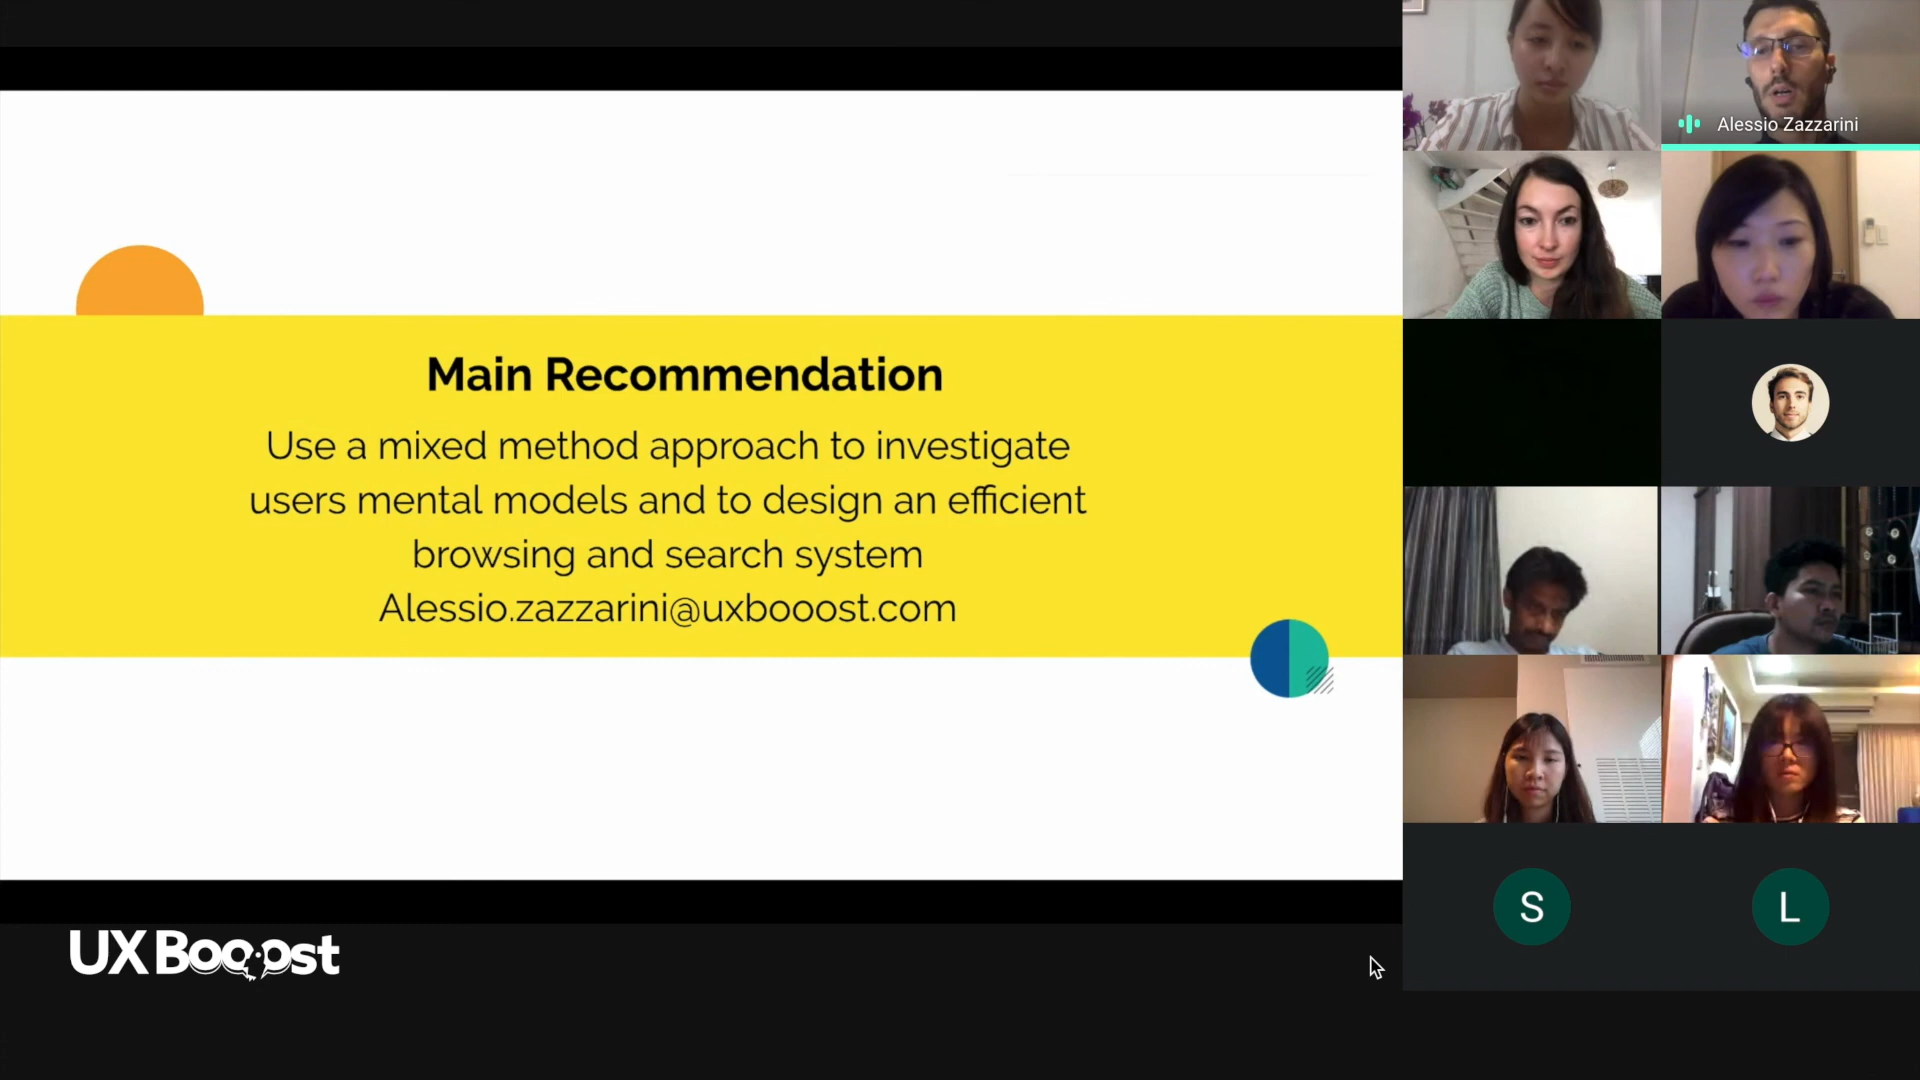 Main Recommendation
Use a mixed method approach to investigate
users mental models and to design an efficient
browsing and search system
Alessio.zazzarini@uxbooost.com
UX Booost
Alessio Zazzarini
S
L